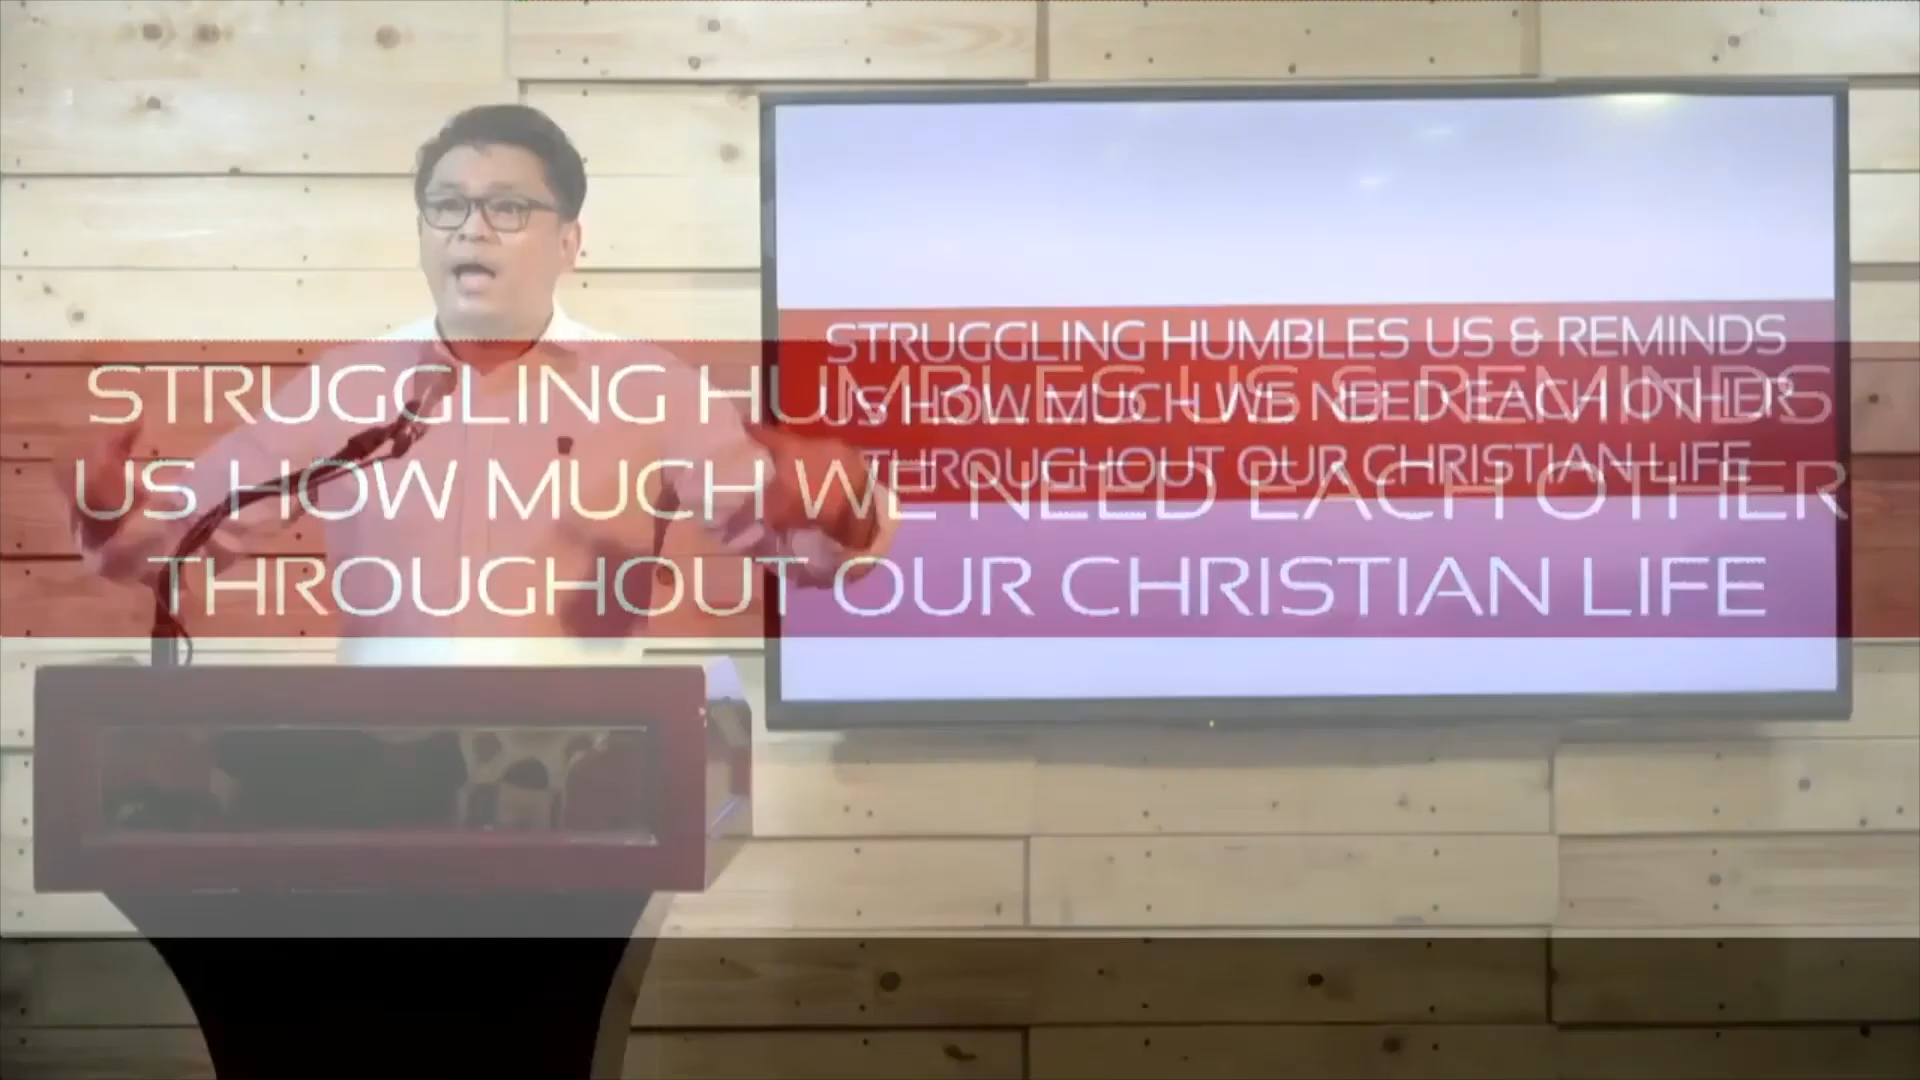 STRUGGLING HUMBLES US & REMINDS
US HOW MUCH WE NEED EACH OTHER
THROUGHOUT OUR CHRISTIAN LIFE
STRUGGLING HUMBLES US & REMINDS
US HOW MUCH WE NEED EACH OTHER
THROUGHOUT OUR CHRISTIAN LIFE